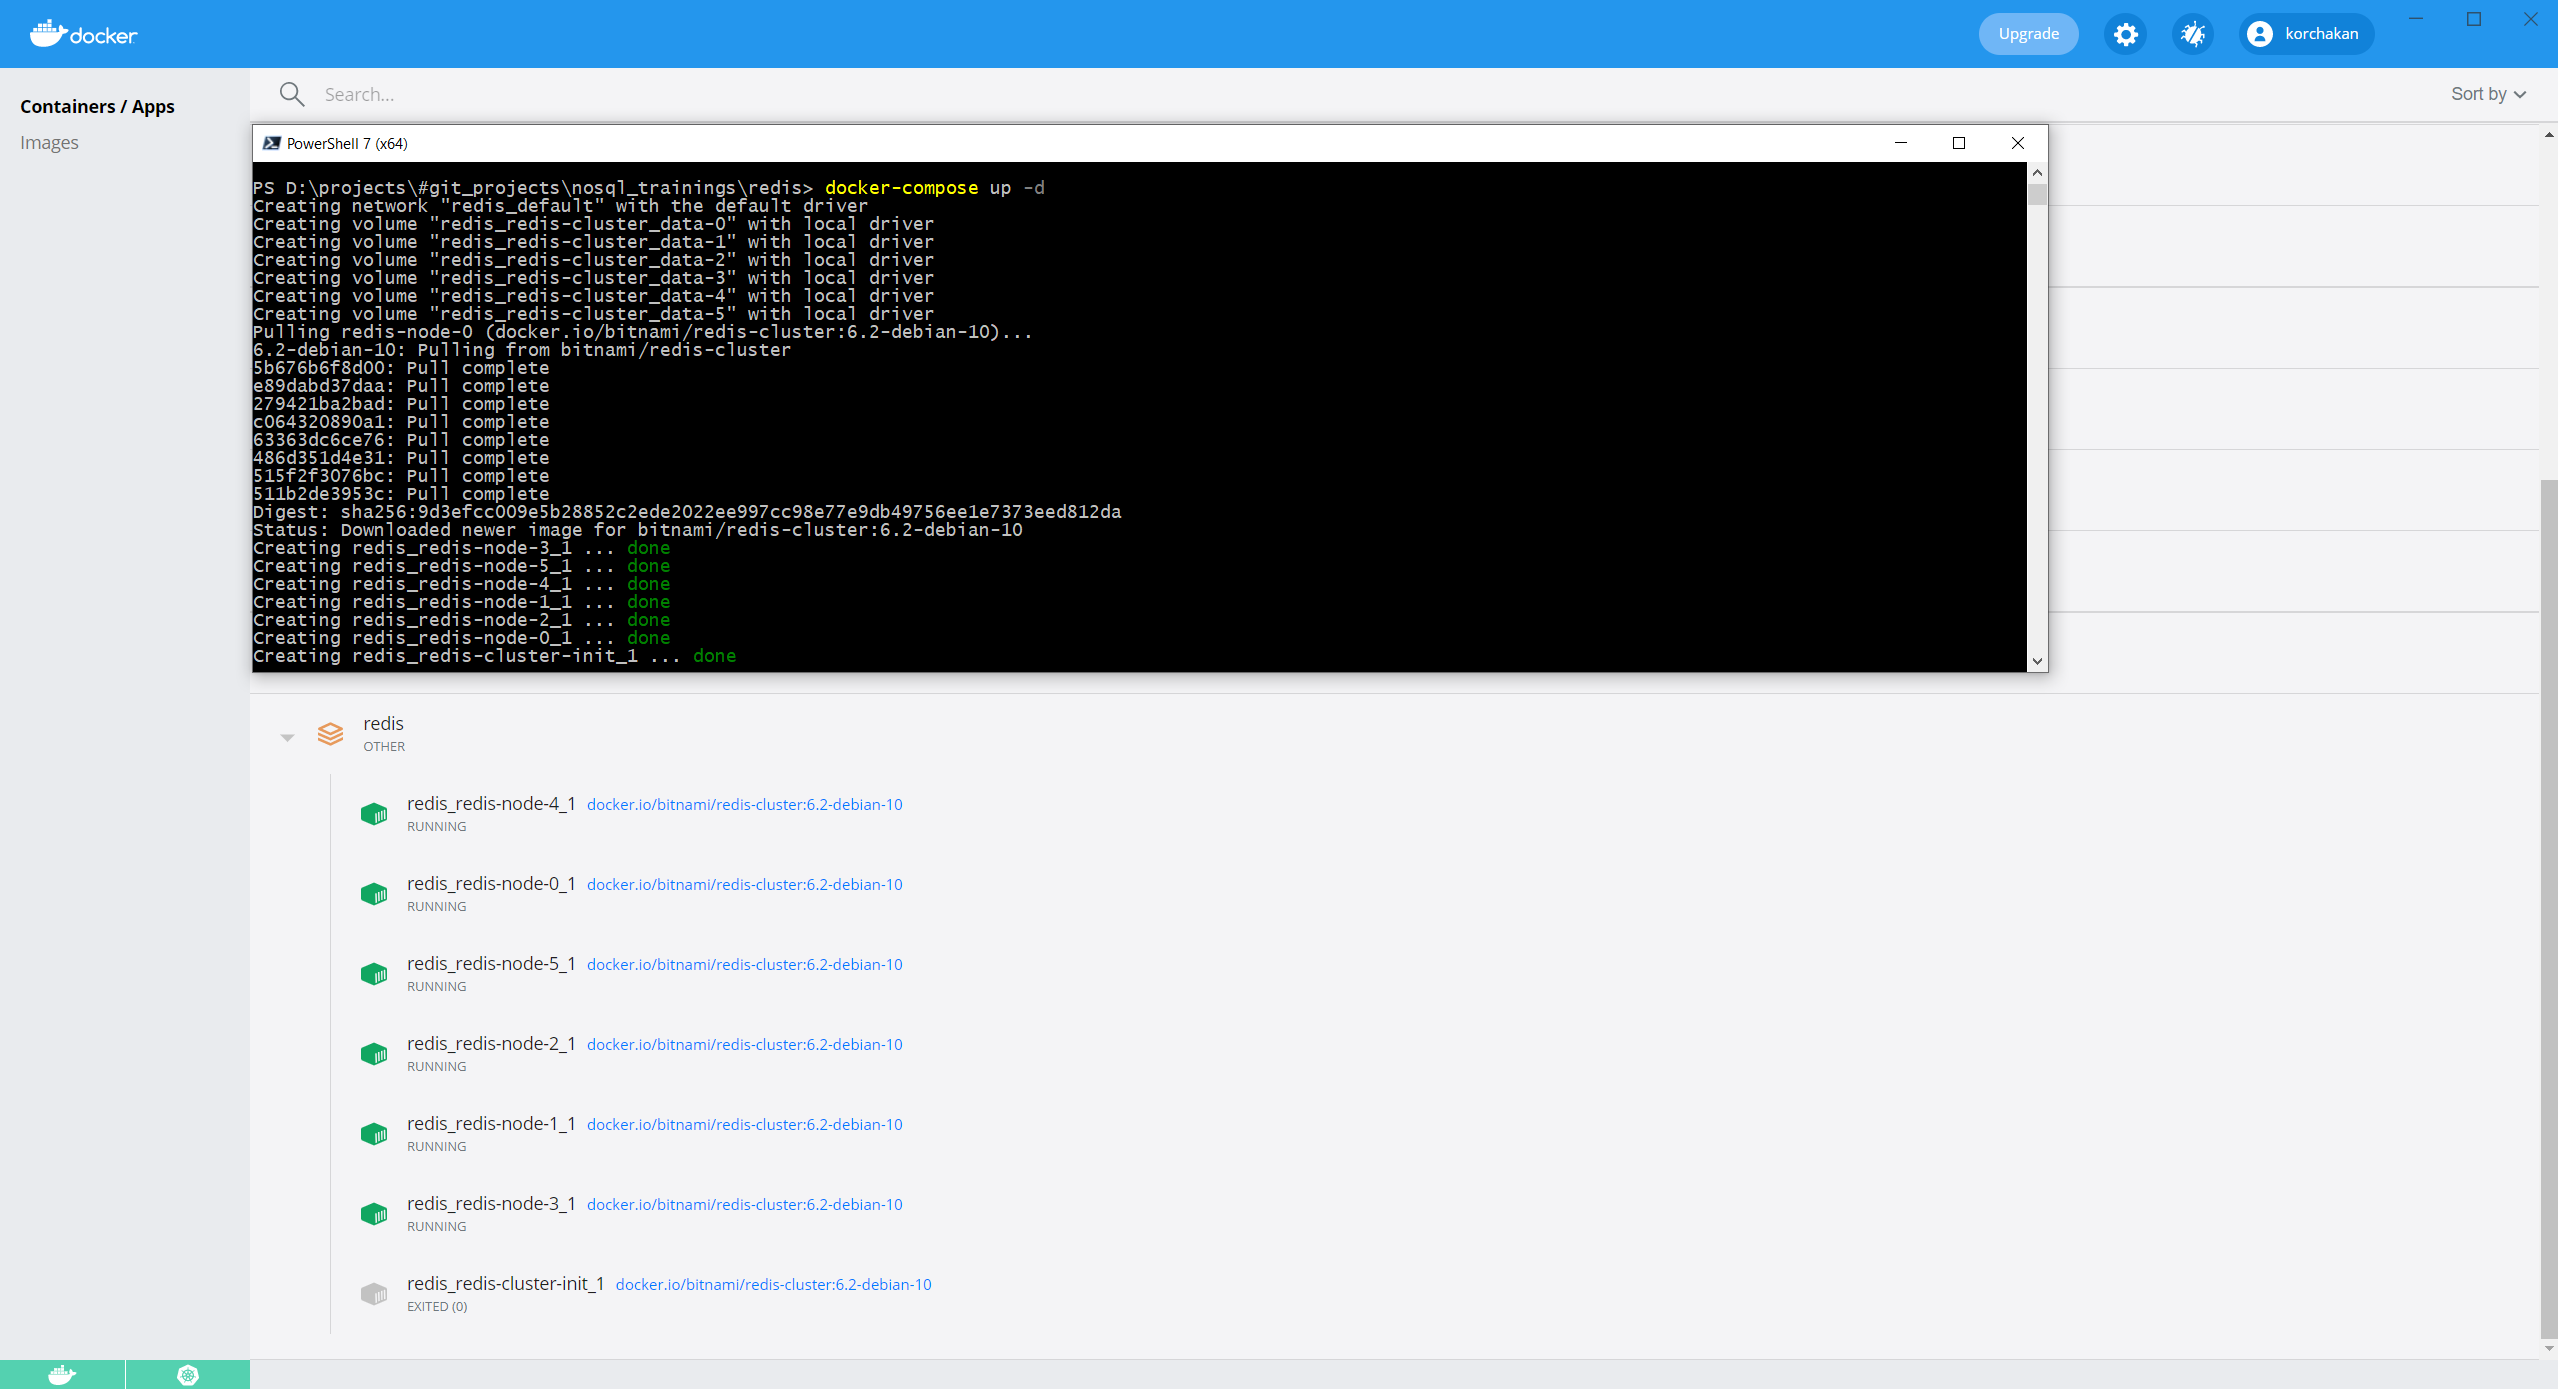 docker
Upgrade
korchakan
Containers / Apps
Images
Search...
Sort by
PowerShell 7 (x64)
PS D:\projects\#git_projects\nosql_trainings\redis> docker-compose up -d
Creating network "redis_default" with the default driver
Creating volume "redis_redis-cluster_data-0" with local driver
Creating volume "redis_redis-cluster_data-1" with local driver
Creating volume "redis_redis-cluster_data-2" with local driver
Creating volume "redis_redis-cluster_data-3" with local driver
Creating volume "redis_redis-cluster_data-4" with local driver
Creating volume "redis_redis-cluster_data-5" with local driver
Pulling redis-node-0 (docker.io/bitnami/redis-cluster:6.2-debian-10)...
6.2-debian-10: Pulling from bitnami/redis-cluster
5b676b6f8d00: Pull complete
e89dabd37daa: Pull complete
279421ba2bad: Pull complete
c064320890a1: Pull complete
63363dc6ce76: Pull complete
486d351d4e31: Pull complete
515f2f3076bc: Pull complete
511b2de3953c: Pull complete
Digest: sha256:9d3efcc009e5b28852c2ede2022ee997cc98e77e9db49756ee1e7373eed812da
Status: Downloaded newer image for bitnami/redis-cluster:6.2-debian-10
Creating redis_redis-node-3_1 ... done
Creating redis_redis-node-5_1 ... done
Creating redis_redis-node-4_1 ... done
Creating redis_redis-node-1_1 ... done
Creating redis_redis-node-2_1 ... done
Creating redis_redis-node-0_1 ... done
Creating redis_redis-cluster-init_1 ... done
redis
OTHER
redis_redis-node-4_1 docker.io/bitnami/redis-cluster:6.2-debian-10
RUNNING
redis_redis-node-0_1 docker.io/bitnami/redis-cluster:6.2-debian-10
RUNNING
redis_redis-node-5_1 docker.io/bitnami/redis-cluster:6.2-debian-10
RUNNING
redis_redis-node-2_1 docker.io/bitnami/redis-cluster:6.2-debian-10
RUNNING
redis_redis-node-1_1 docker.io/bitnami/redis-cluster:6.2-debian-10
RUNNING
redis_redis-node-3_1 docker.io/bitnami/redis-cluster:6.2-debian-10
RUNNING
redis_redis-cluster-init_1 docker.io/bitnami/redis-cluster:6.2-debian-10
EXITED (0)